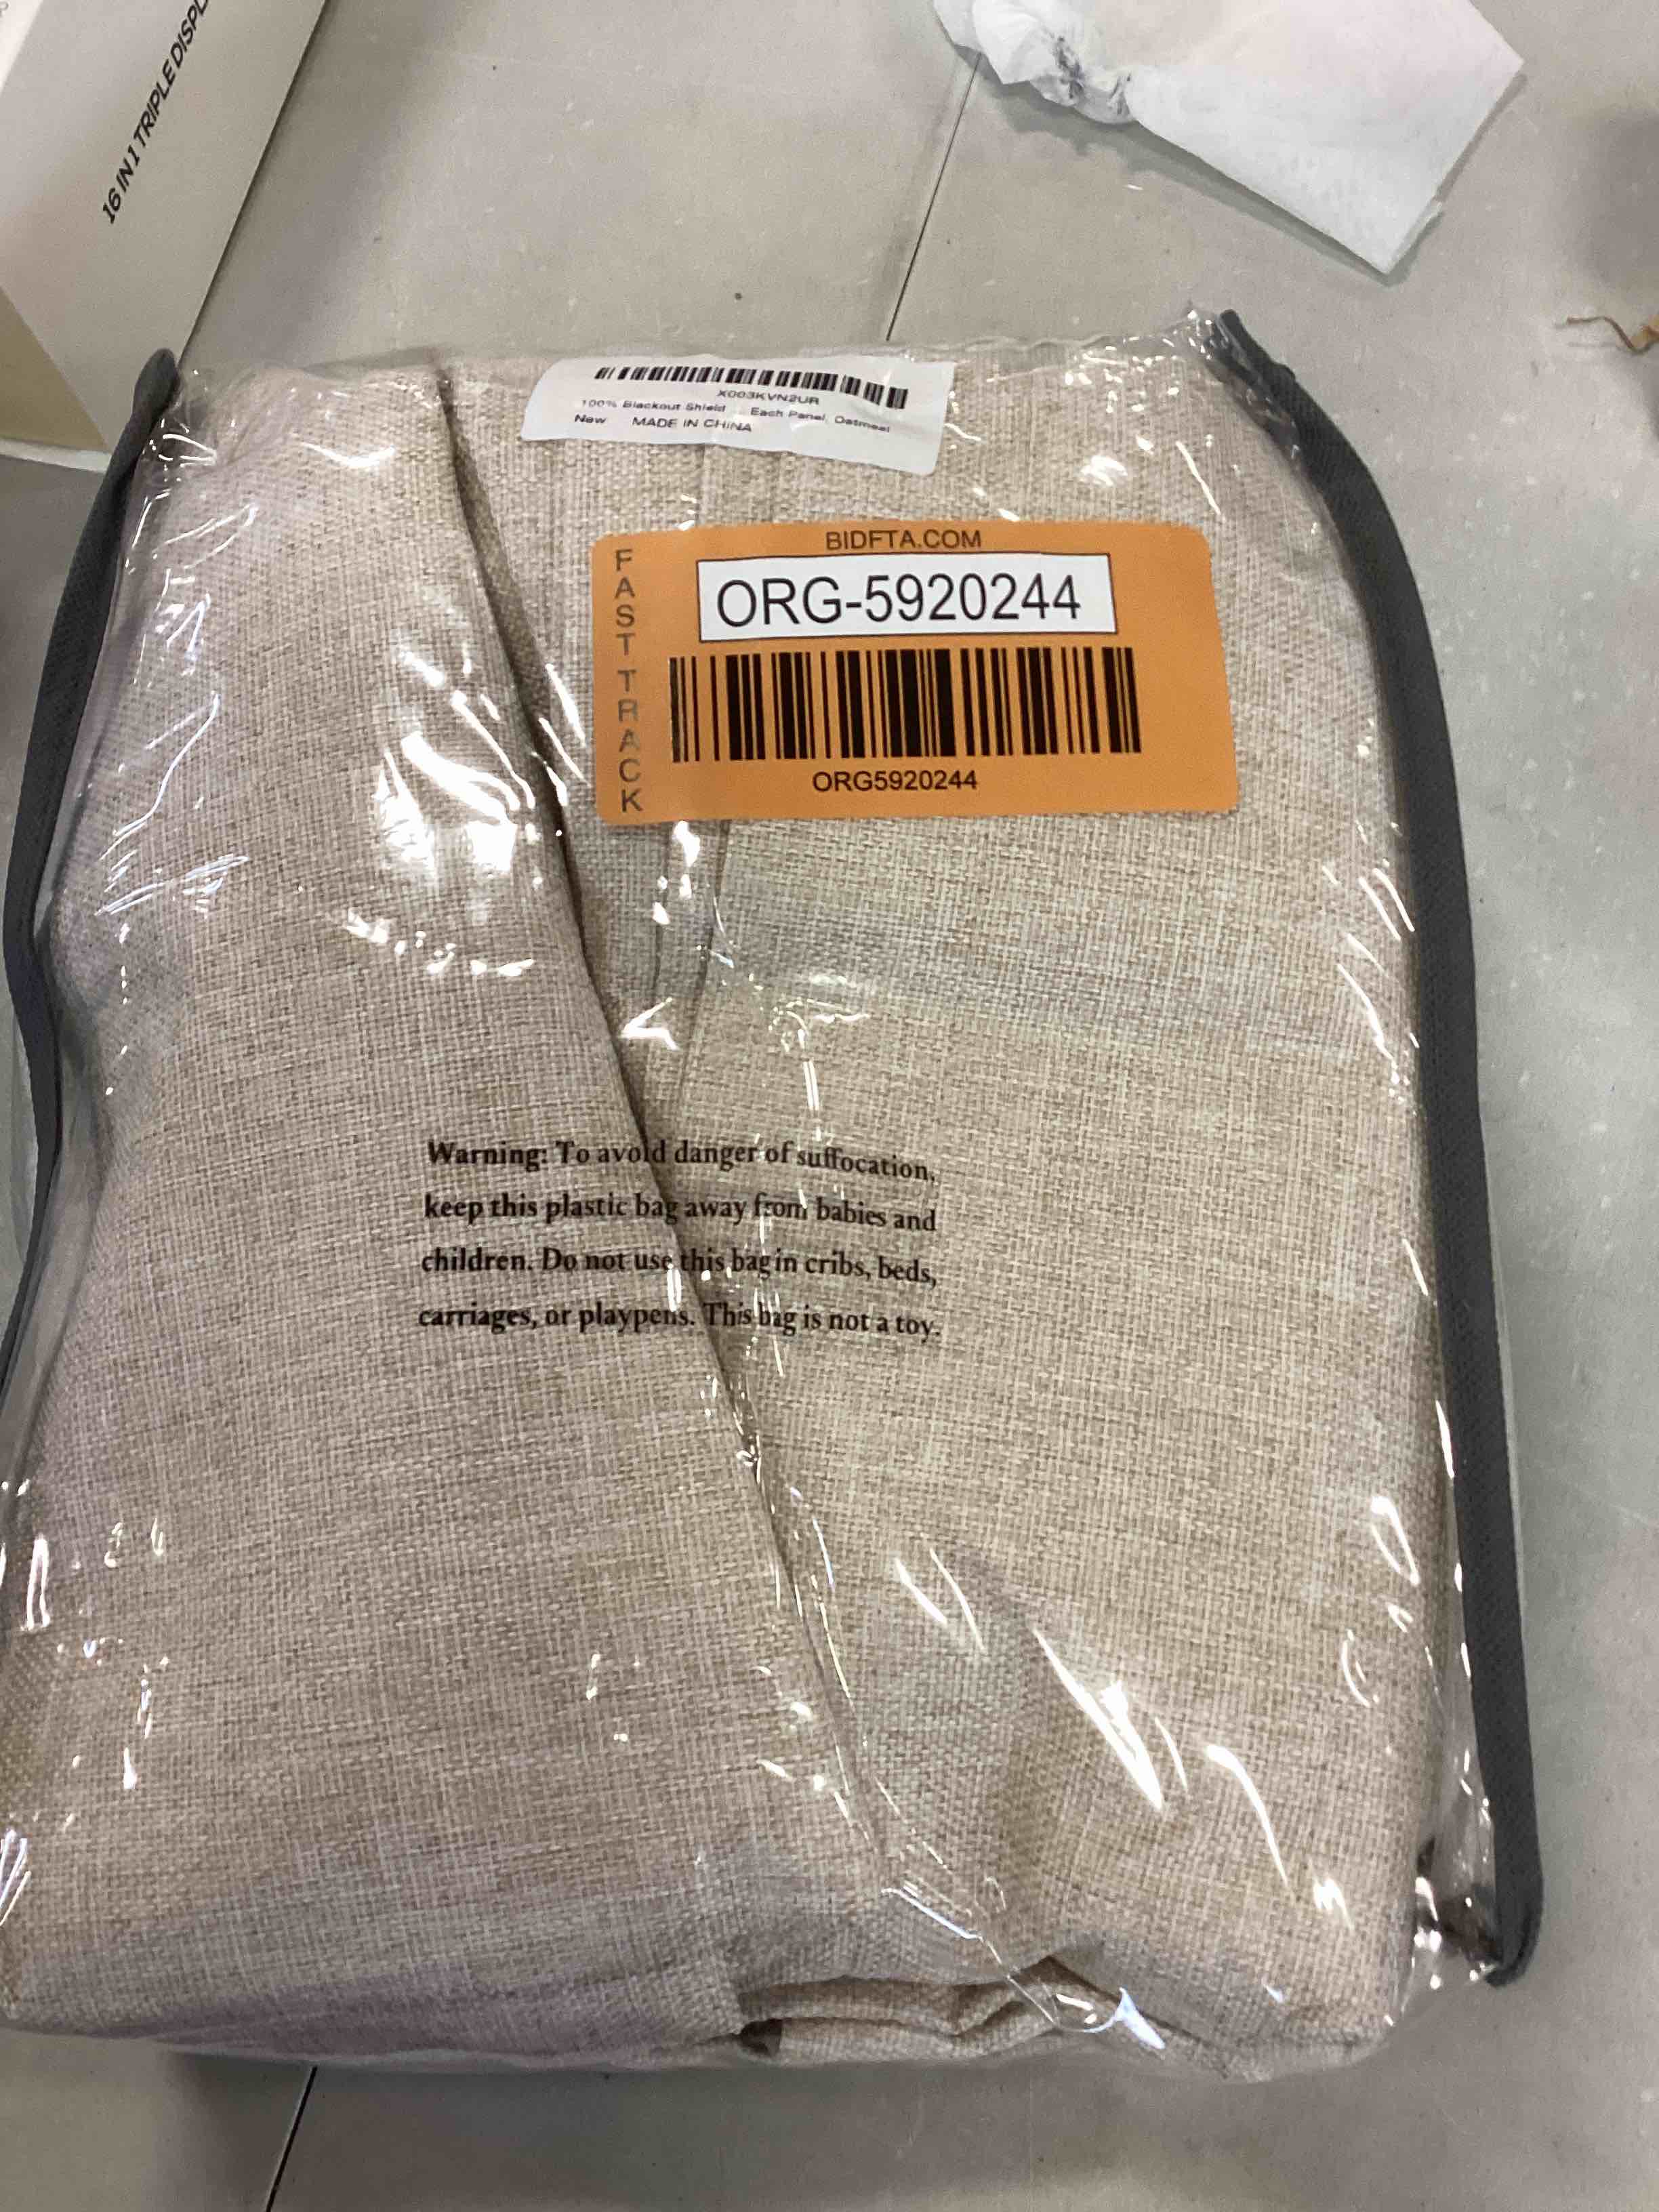 16 IN 1 TRIPLE DISPL
X003KVN2UR
100% Blackout Shield ... Each Panel, Oatmeal
New MADE IN CHINA
BIDFTA.COM
FAST TRACK
ORG-5920244
ORG5920244
Warning: To avoid danger of suffocation,
keep this plastic bag away from babies and
children. Do not use this bag in cribs, beds,
carriages, or playpens. This bag is not a toy.